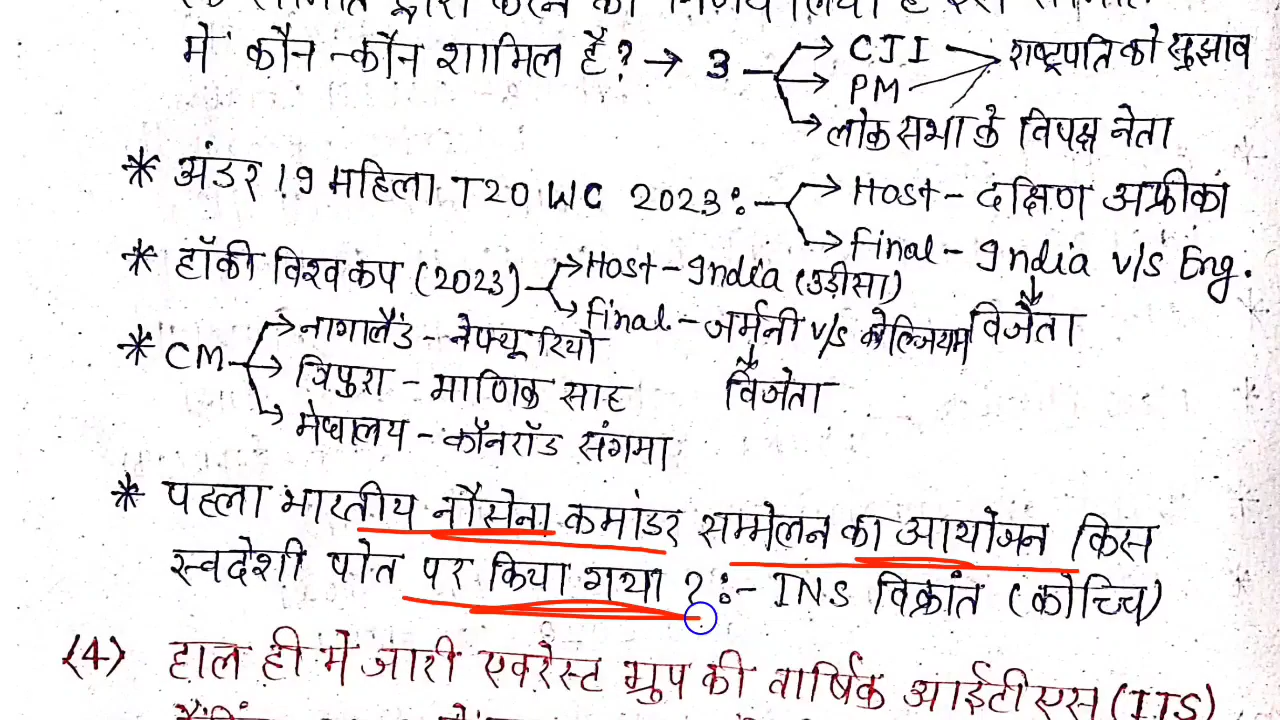 में कौन-कौन शामिल है? → 3 → CJI → राष्ट्रपति को सुझाव
→ PM
→ लोकसभा के विपक्ष नेता
* अंडर 19 महिला T20 WC 2023:- → Host - दक्षिण अफ्रीका
→ Final - India v/s Eng.
* हॉकी विश्वकप (2023) → Host - India (उड़ीसा) विजेता
→ Final - जर्मनी v/s बेल्जियम
विजेता
* CM → नागालैंड - नेफ्यू रियो
→ त्रिपुरा - माणिक साह
→ मेघालय - कॉनरॉड संगमा
* पहला भारतीय नौसेना कमांडर सम्मेलन का आयोजन किस
स्वदेशी पोत पर किया गया ?:- INS विक्रांत (कोच्चि)
(4) हाल ही में जारी एवरेस्ट ग्रुप की वार्षिक आईटीएस (ITS)